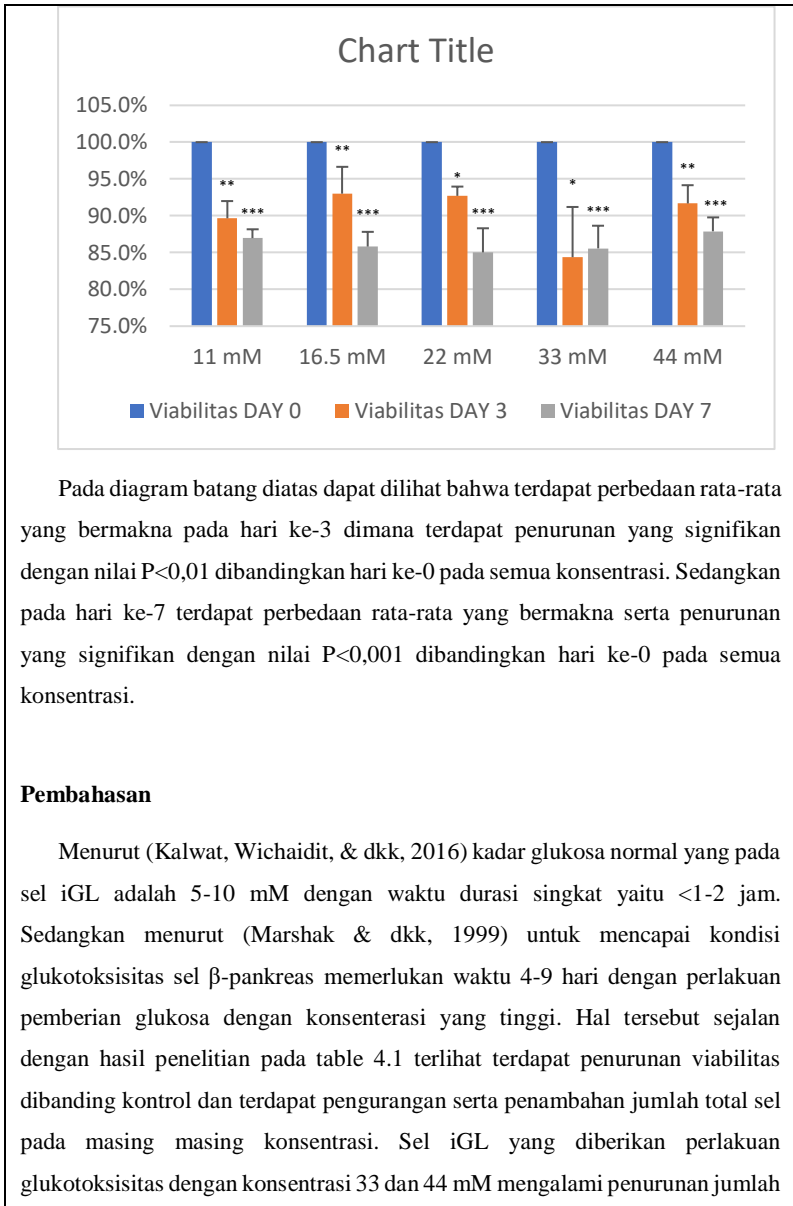 Chart Title
105.0%
100.0%
95.0%
90.0%
85.0%
80.0%
75.0%
** *** ** *** * *** * *** ** ***
11 mM 16.5 mM 22 mM 33 mM 44 mM
Viabilitas DAY 0 Viabilitas DAY 3 Viabilitas DAY 7
Pada diagram batang diatas dapat dilihat bahwa terdapat perbedaan rata-rata
yang bermakna pada hari ke-3 dimana terdapat penurunan yang signifikan
dengan nilai P<0,01 dibandingkan hari ke-0 pada semua konsentrasi. Sedangkan
pada hari ke-7 terdapat perbedaan rata-rata yang bermakna serta penurunan
yang signifikan dengan nilai P<0,001 dibandingkan hari ke-0 pada semua
konsentrasi.
Pembahasan
Menurut (Kalwat, Wichaidit, & dkk, 2016) kadar glukosa normal yang pada
sel iGL adalah 5-10 mM dengan waktu durasi singkat yaitu <1-2 jam.
Sedangkan menurut (Marshak & dkk, 1999) untuk mencapai kondisi
glukotoksisitas sel β-pankreas memerlukan waktu 4-9 hari dengan perlakuan
pemberian glukosa dengan konsenterasi yang tinggi. Hal tersebut sejalan
dengan hasil penelitian pada table 4.1 terlihat terdapat penurunan viabilitas
dibanding kontrol dan terdapat pengurangan serta penambahan jumlah total sel
pada masing masing konsentrasi. Sel iGL yang diberikan perlakuan
glukotoksisitas dengan konsentrasi 33 dan 44 mM mengalami penurunan jumlah